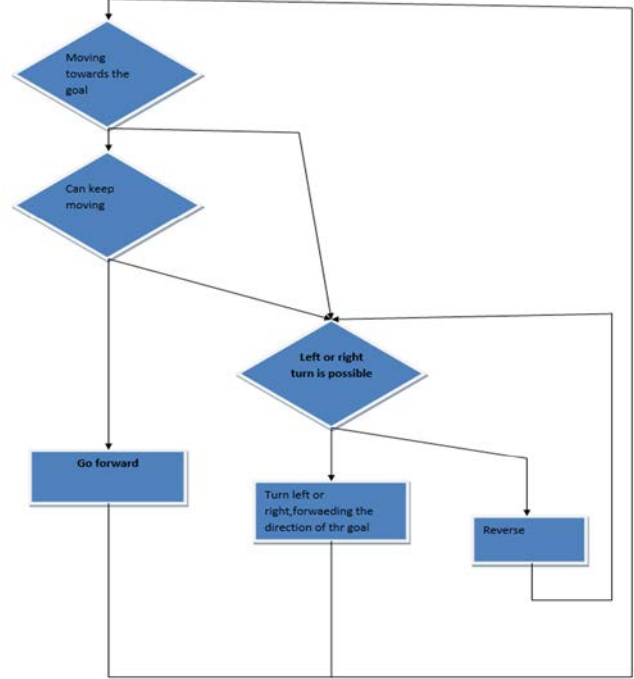 Moving
towards the
goal
Can keep
moving
Left or right
turn is possible
Go forward
Turn left or
right,forwaeding the
direction of thr goal
Reverse